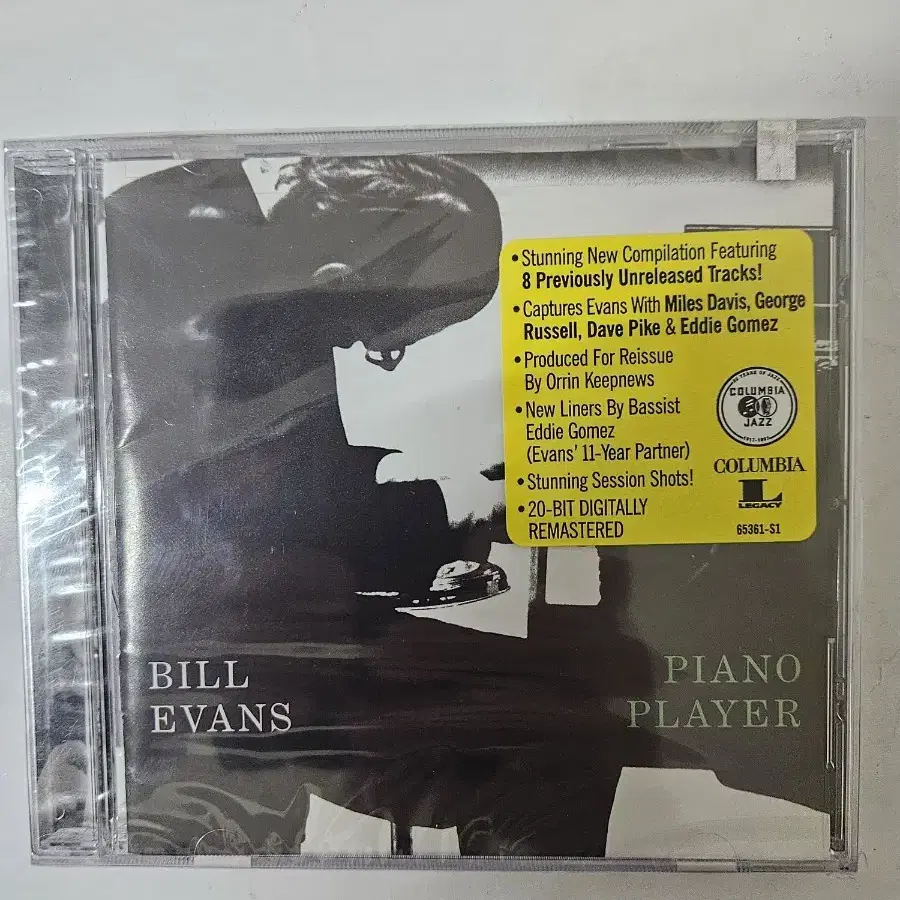 • Stunning New Compilation Featuring
8 Previously Unreleased Tracks!
• Captures Evans With Miles Davis, George
Russell, Dave Pike & Eddie Gomez
• Produced For Reissue
By Orrin Keepnews
• New Liners By Bassist
Eddie Gomez
(Evans' 11-Year Partner)
• Stunning Session Shots!
• 20-BIT DIGITALLY
REMASTERED
COLUMBIA
JAZZ
COLUMBIA
L
LEGACY
65361-S1
BILL
EVANS
PIANO
PLAYER